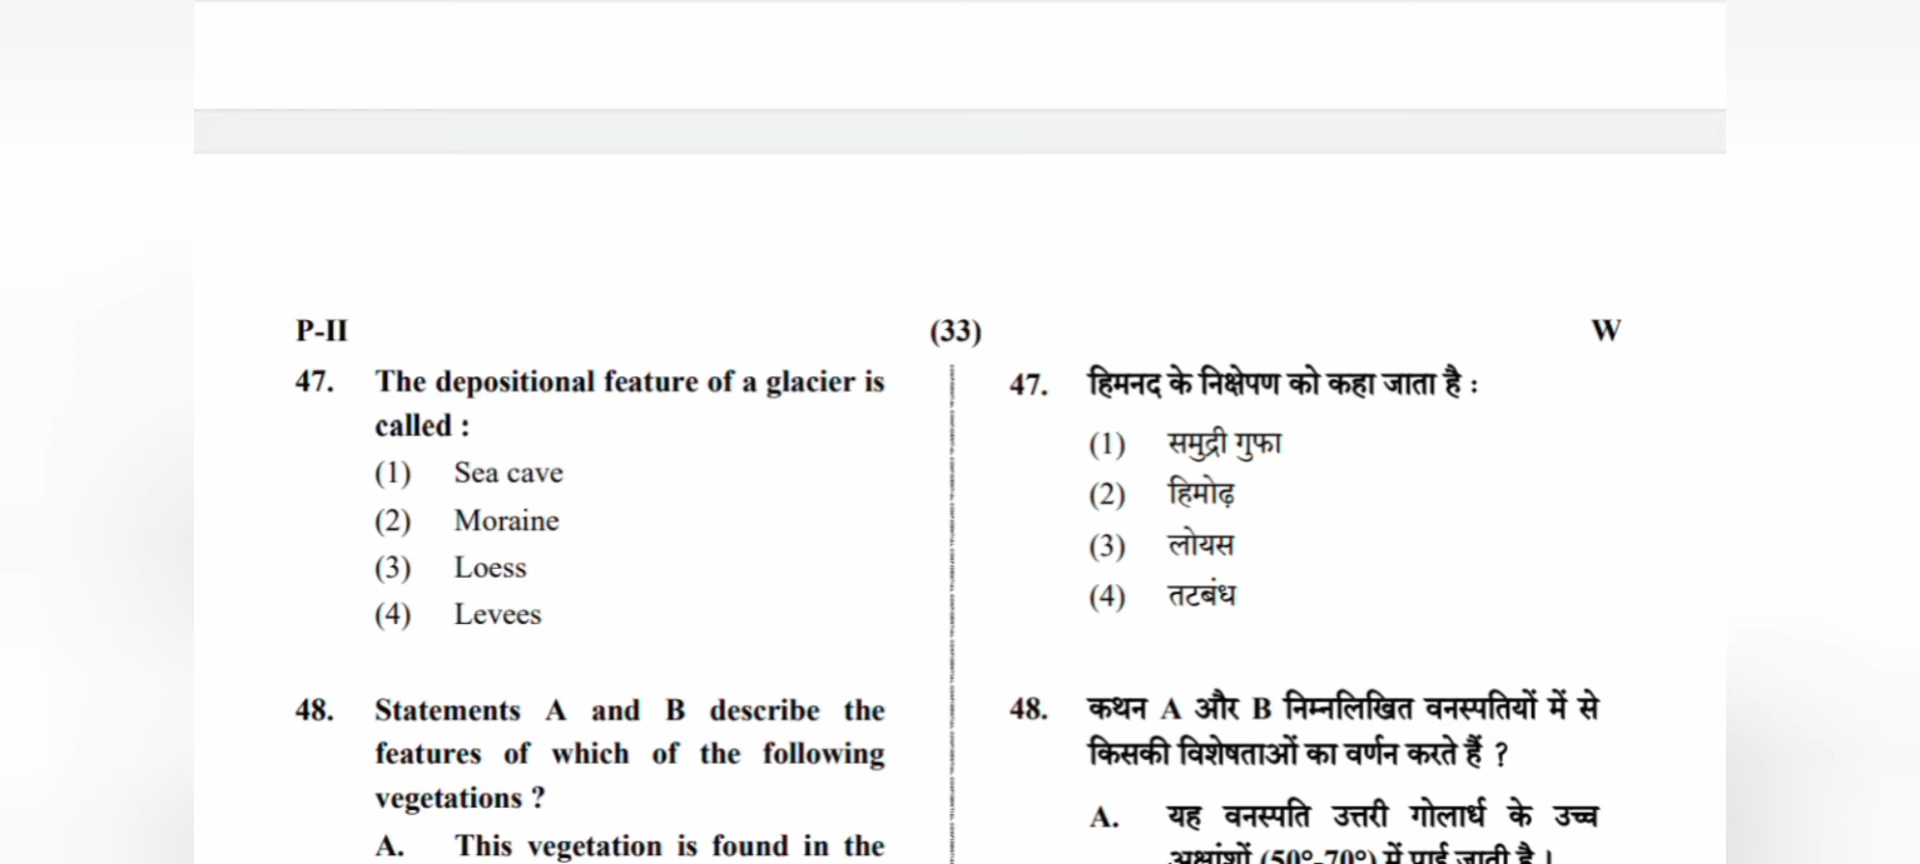 P-II (33) W
47. The depositional feature of a glacier is
called :
(1) Sea cave
(2) Moraine
(3) Loess
(4) Levees
48. Statements A and B describe the
features of which of the following
vegetations ?
A. This vegetation is found in the
47. हिमनद के निक्षेपण को कहा जाता है :
(1) समुद्री गुफा
(2) हिमोढ़
(3) लोयस
(4) तटबंध
48. कथन A और B निम्नलिखित वनस्पतियों में से
किसकी विशेषताओं का वर्णन करते हैं ?
A. यह वनस्पति उत्तरी गोलार्ध के उच्च
अक्षांशों (50°-70°) में पाई जाती है ।